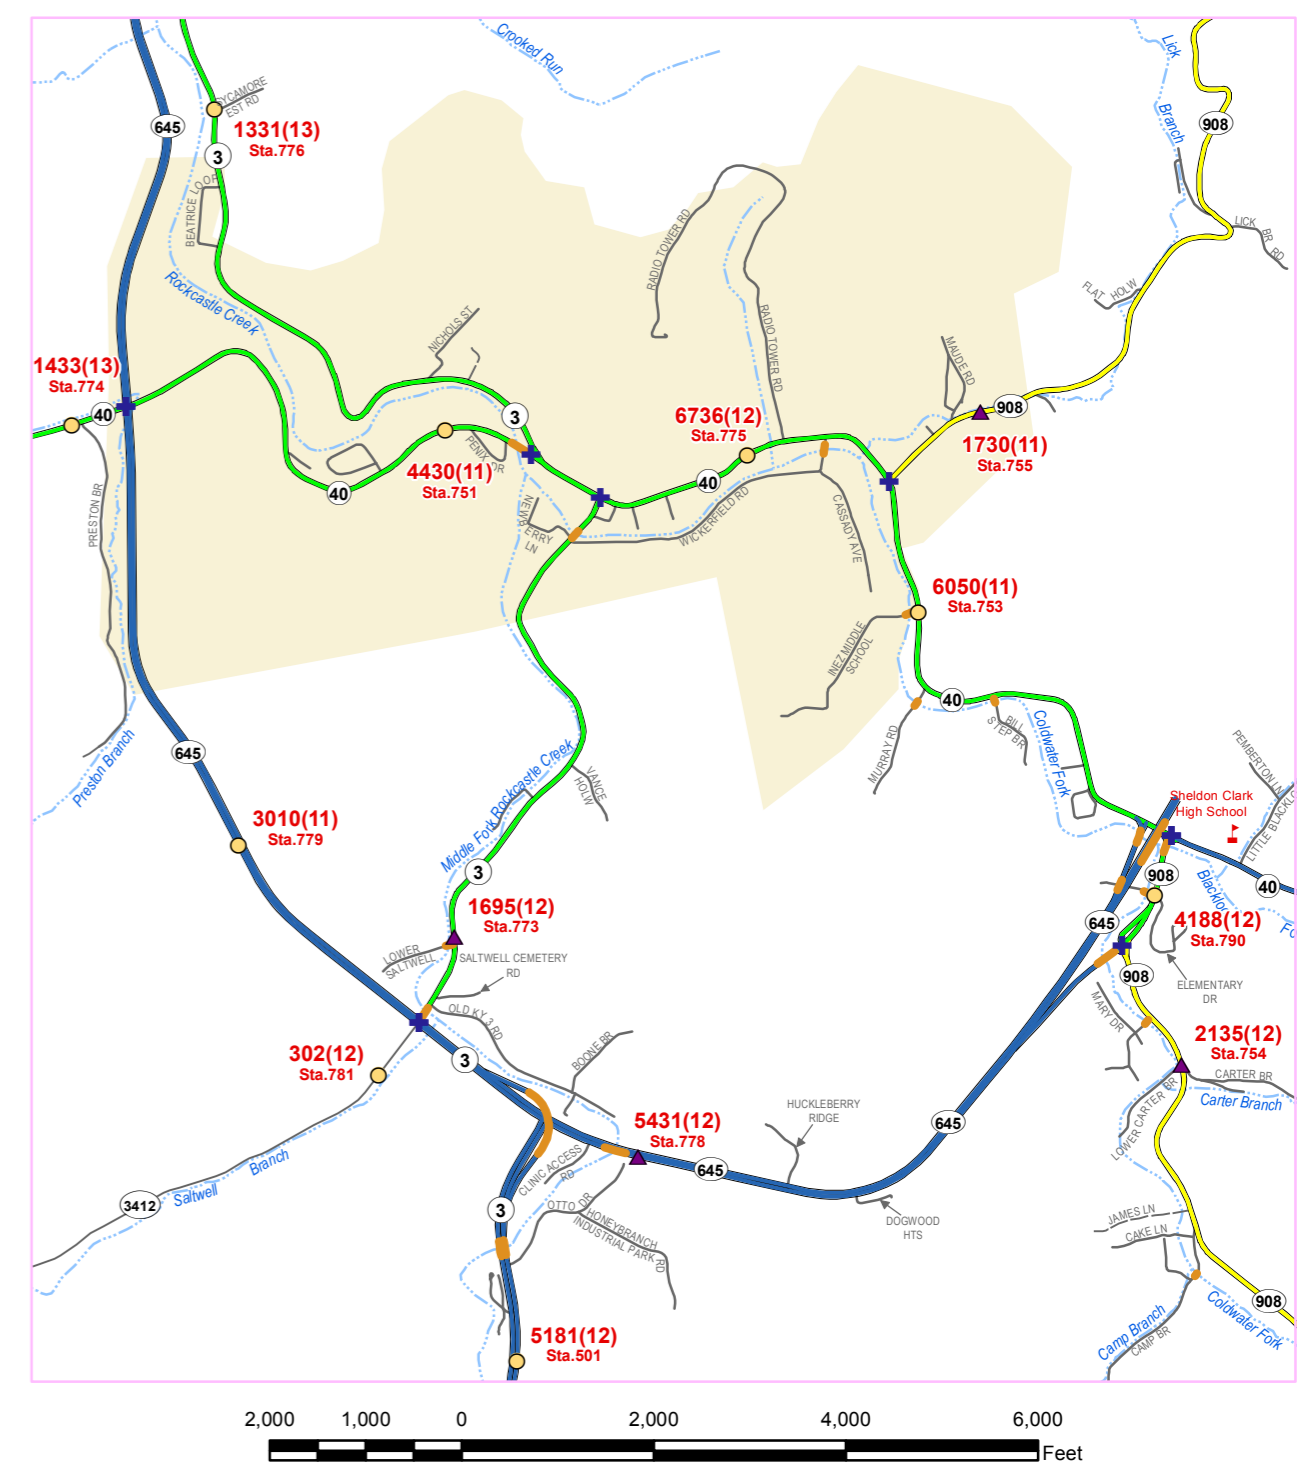 Crooked Run
Lick
Branch
645
SYCAMORE
EST RD
1331(13)
Sta.776
3
908
BEATRICE LOOP
RADIO TOWER RD
LICK BR RD
Rockcastle Creek
FLAT HOLW
NICHOLS ST
RADIO TOWER RD
MAUDE RD
1433(13)
Sta.774
40
3
6736(12)
Sta.775
908
1730(11)
Sta.755
4430(11)
Sta.751
PENIX DR
40
40
PRESTON BR
NEWBERRY
LN
WICKERFIELD RD
CASSADY AVE
6050(11)
Sta.753
INEZ MIDDLE
SCHOOL
40
MURRAY RD
BILL
STEP BR
Coldwater Fork
Preston Branch
645
Middle Fork Rockcastle Creek
VANCE
HOLW
PEMBERTON LN
Sheldon Clark
High School
LITTLE BLACKLO
3010(11)
Sta.779
3
908
Blacklo
40
Fo
1695(12)
Sta.773
645
4188(12)
Sta.790
LOWER
SALTWELL
SALTWELL CEMETERY
RD
908
ELEMENTARY
DR
OLD KY 3 RD
MARY DR
302(12)
Sta.781
3
BOONE BR
2135(12)
Sta.754
CARTER BR
Carter Branch
LOWER CARTER BR
HUCKLEBERRY
RIDGE
5431(12)
Sta.778
645
645
CLINIC ACCESS
RD
Branch
Saltwell
3412
3
OTTO DR
HONEYBRANCH
INDUSTRIAL PARK RD
DOGWOOD
HTS
JAMES LN
CAKE LN
908
Coldwater Fork
Camp Branch
CAMP BR
5181(12)
Sta.501
2,000 1,000 0 2,000 4,000 6,000
Feet